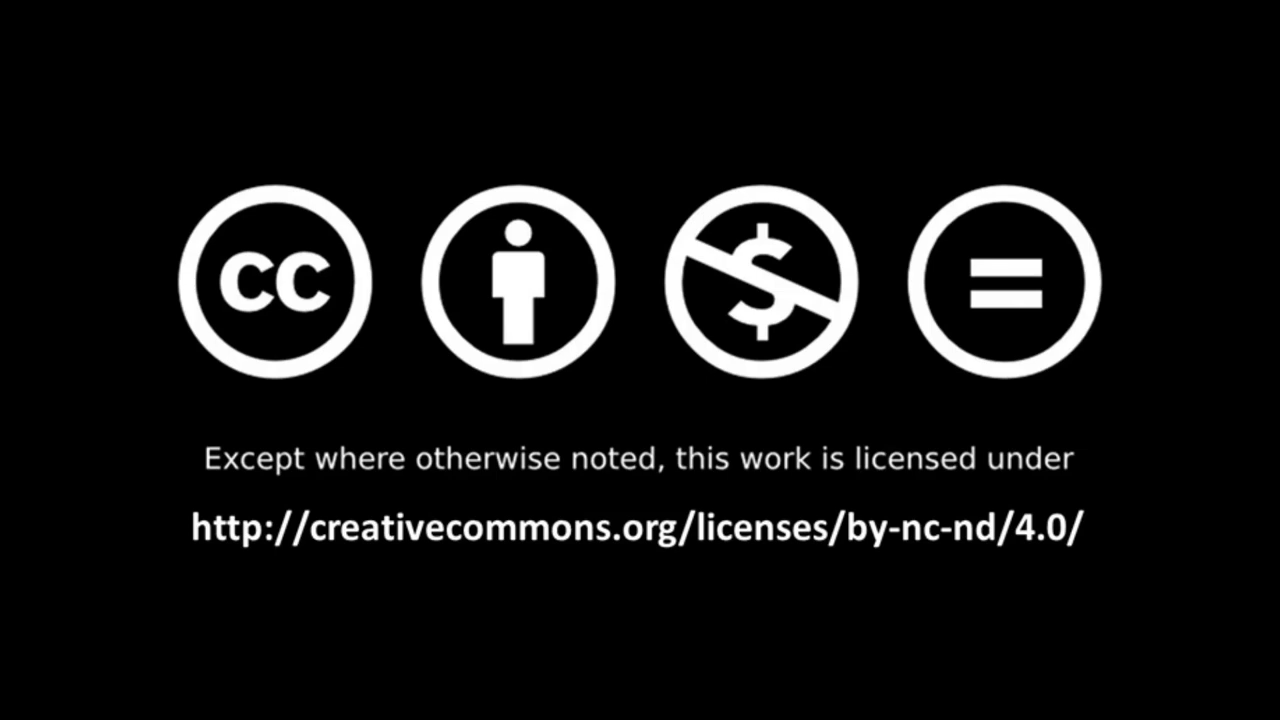 cc
$
=
Except where otherwise noted, this work is licensed under
http://creativecommons.org/licenses/by-nc-nd/4.0/